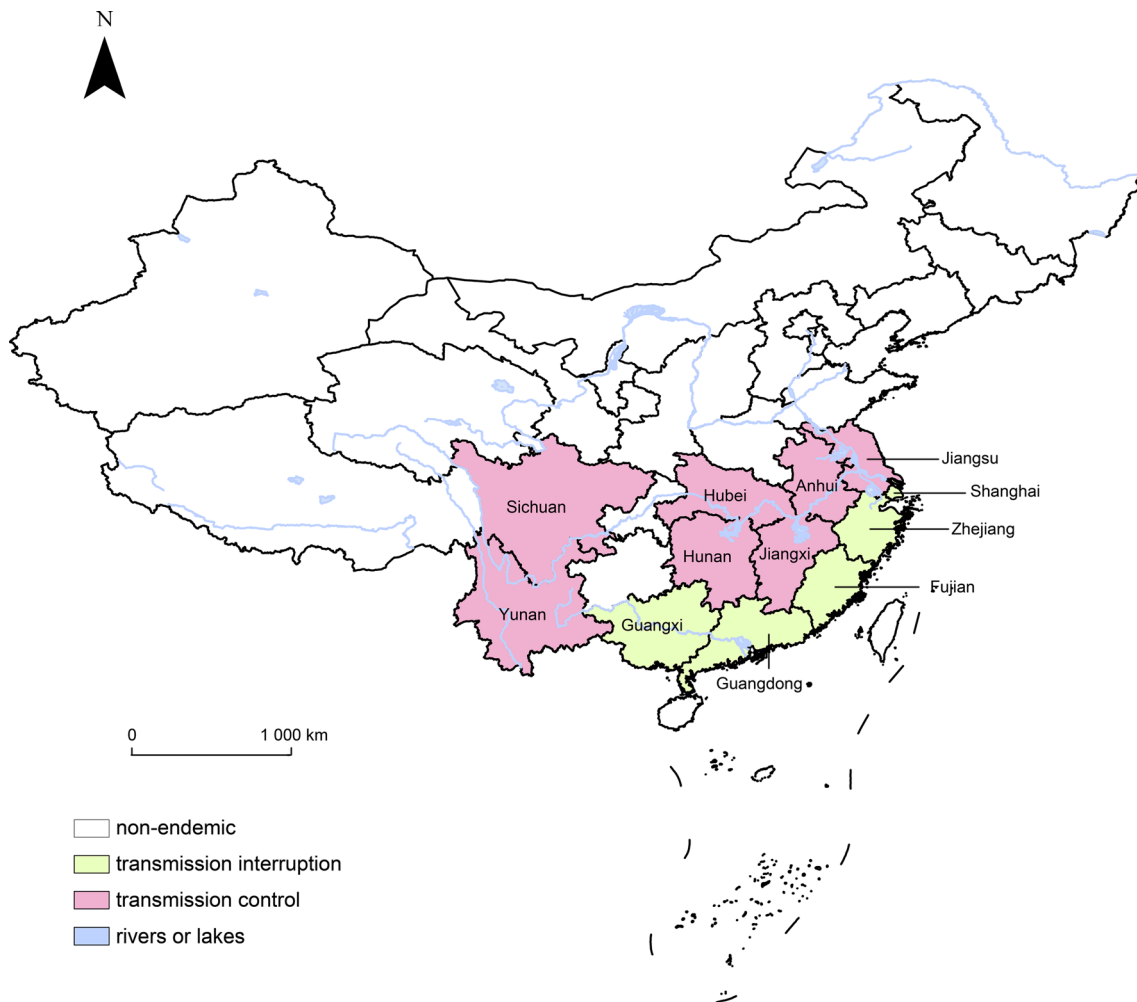 N
Jiangsu
Anhui
Shanghai
Hubei
Sichuan
Zhejiang
Hunan
Jiangxi
Fujian
Yunan
Guangxi
Guangdong
0 1 000 km
non-endemic
transmission interruption
transmission control
rivers or lakes